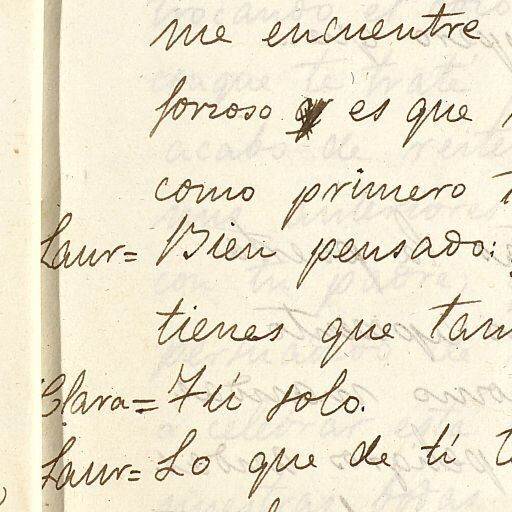 me encuentre
forzoso es que
como primero
Laur= Bien pensado:
tienes que tam
Clara= Tú solo.
Laur= Lo que de tí